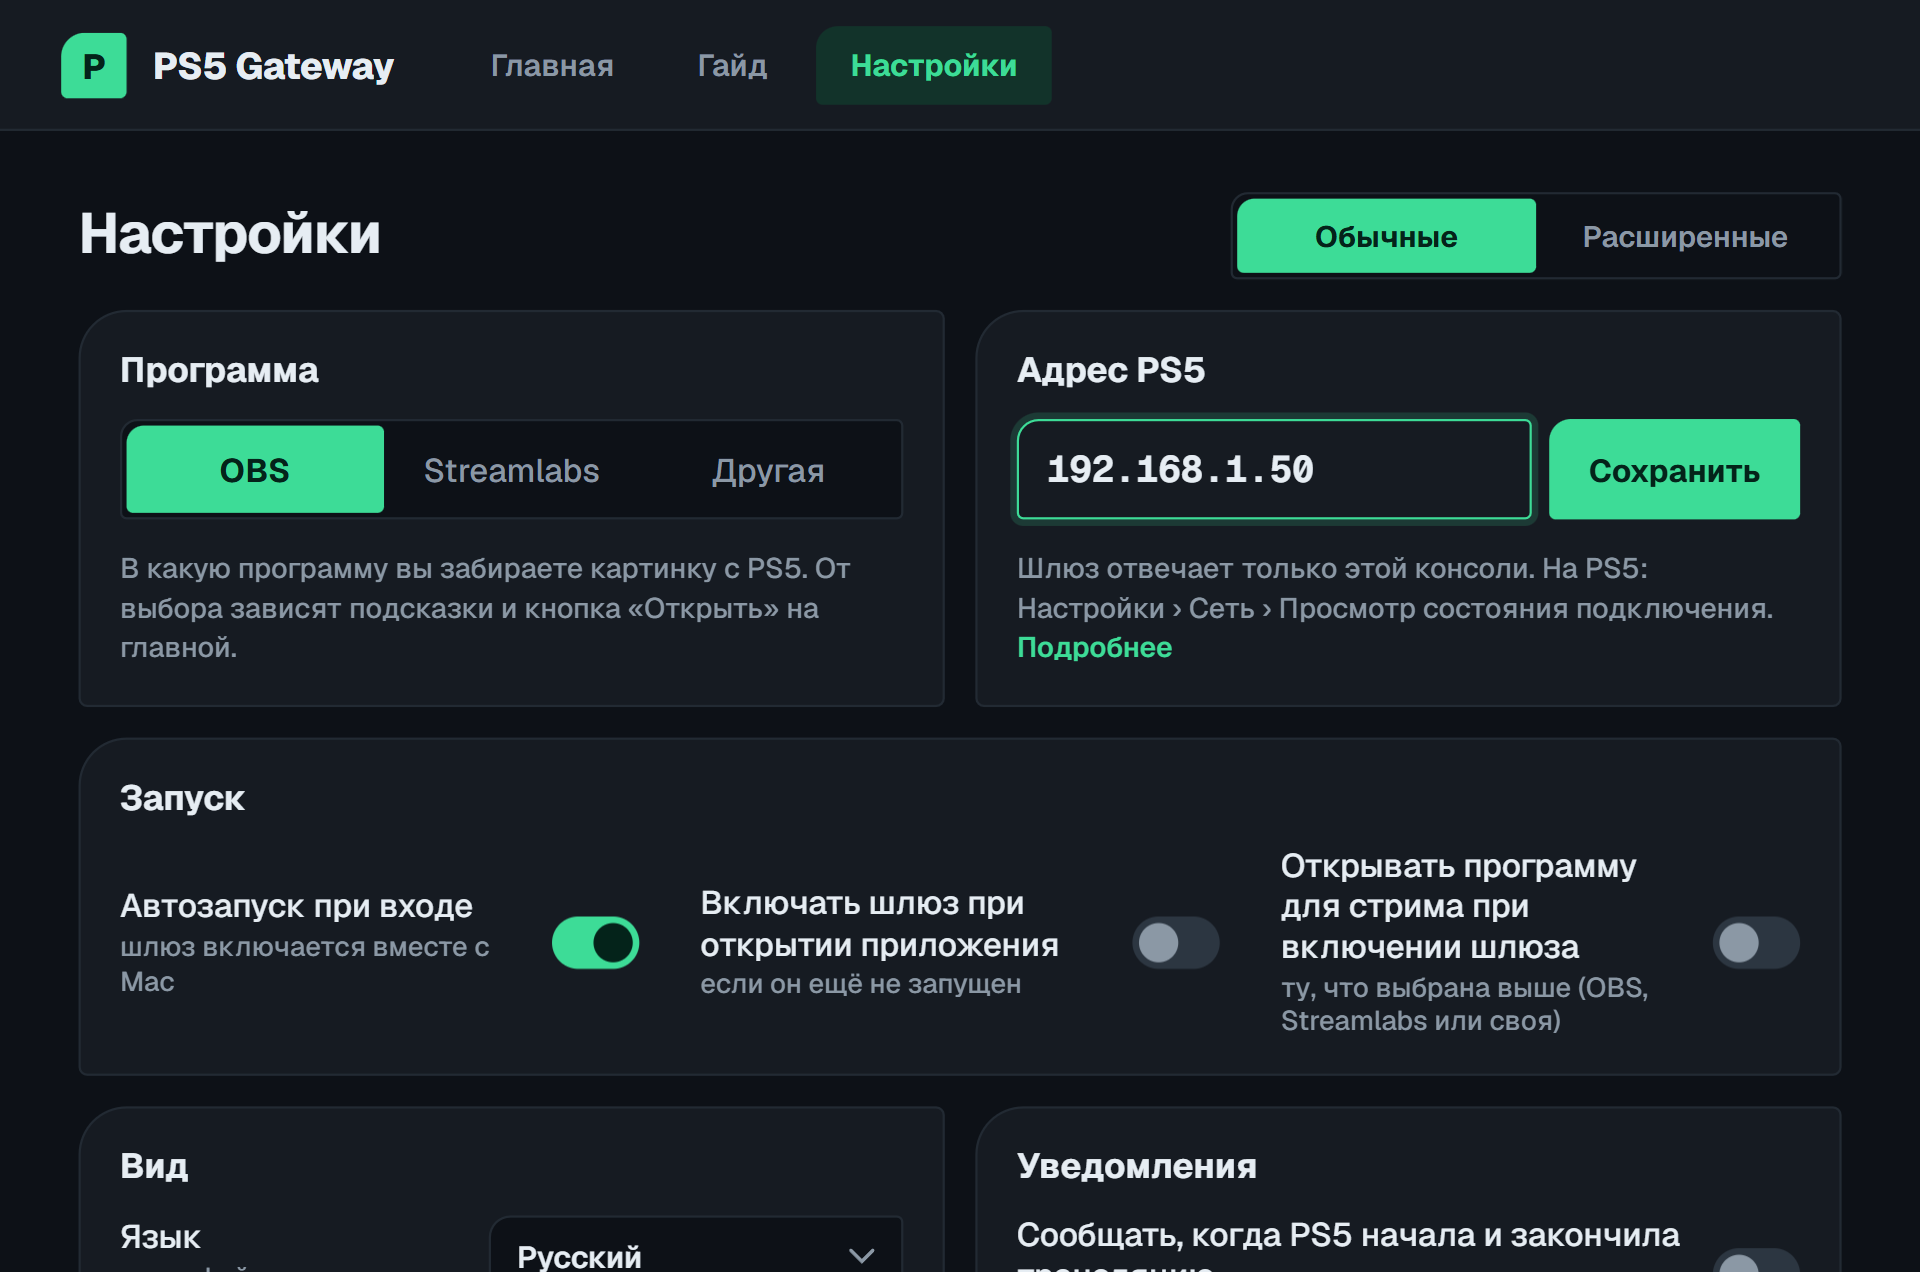 P PS5 Gateway Главная Гайд Настройки
Настройки
Обычные Расширенные
Программа
OBS Streamlabs Другая
В какую программу вы забираете картинку с PS5. От
выбора зависят подсказки и кнопка «Открыть» на
главной.
Адрес PS5
192.168.1.50 Сохранить
Шлюз отвечает только этой консоли. На PS5:
Настройки › Сеть › Просмотр состояния подключения.
Подробнее
Запуск
Автозапуск при входе
шлюз включается вместе с
Mac
Включать шлюз при
открытии приложения
если он ещё не запущен
Открывать программу
для стрима при
включении шлюза
ту, что выбрана выше (OBS,
Streamlabs или своя)
Вид
Язык
Русский
Уведомления
Сообщать, когда PS5 начала и закончила